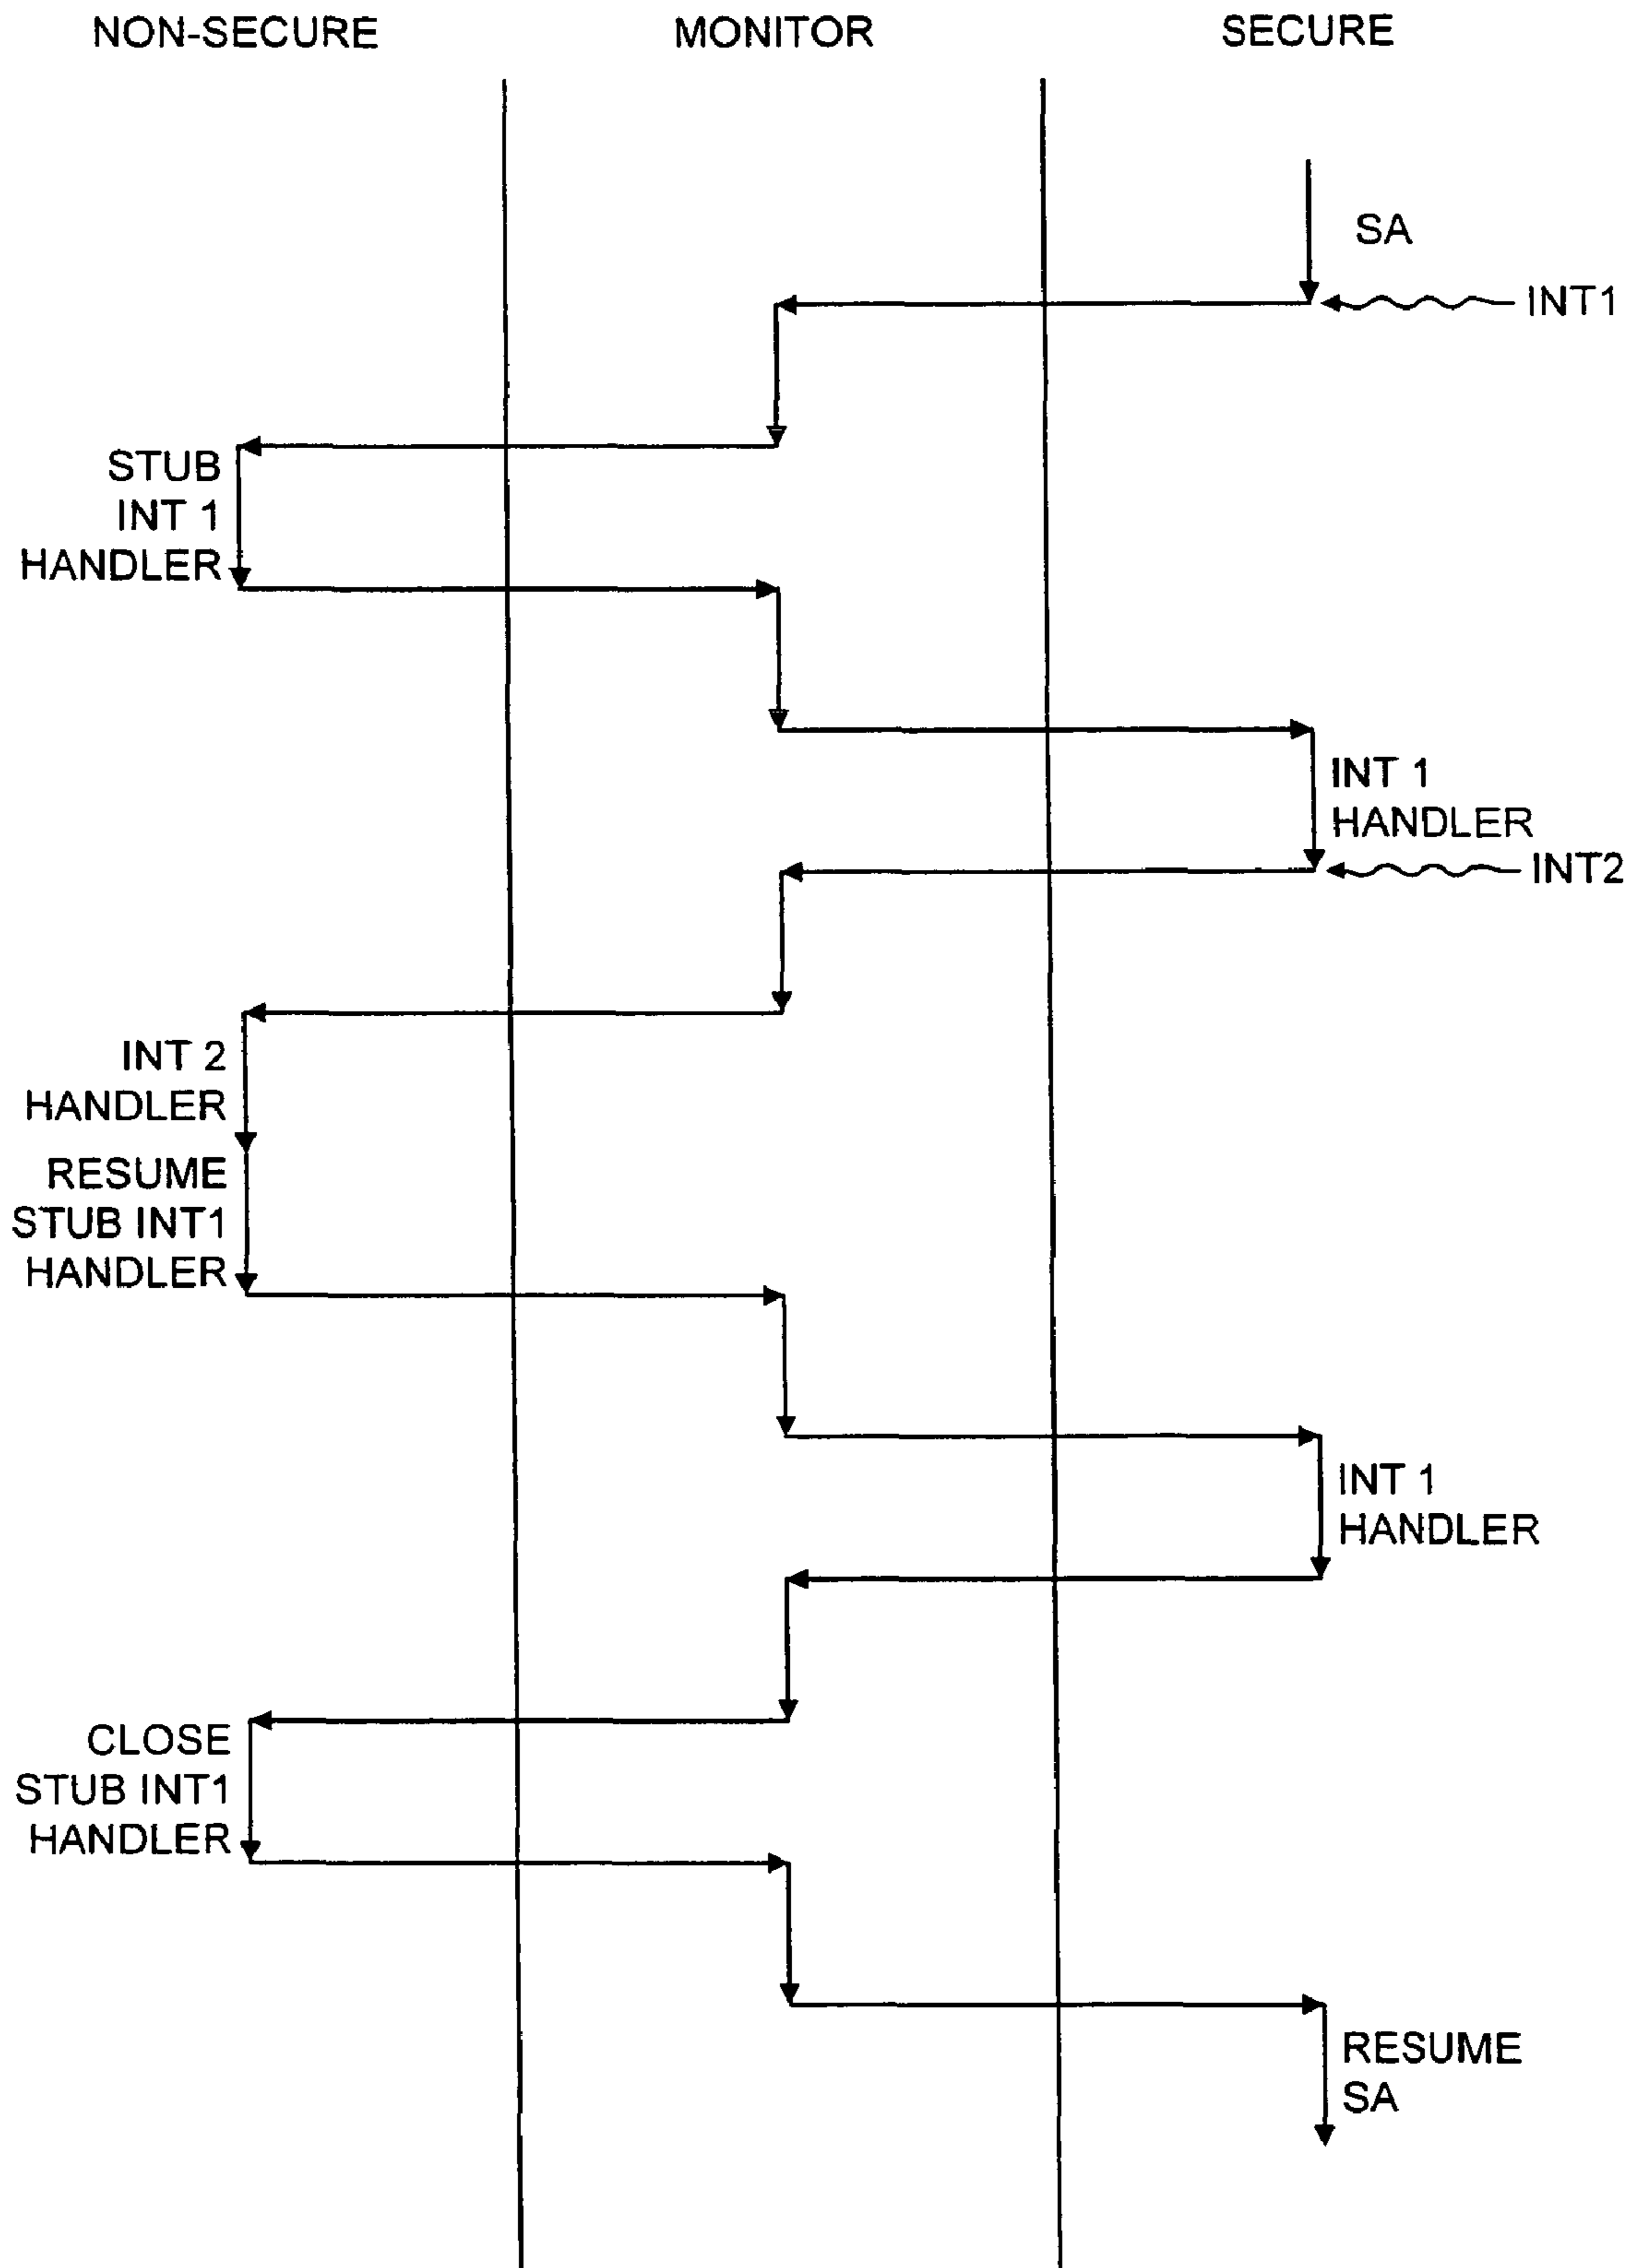 NON-SECURE
MONITOR
SECURE
SA
INT1
STUB
INT 1
HANDLER
INT 1
HANDLER
INT2
INT 2
HANDLER
RESUME
STUB INT1
HANDLER
INT 1
HANDLER
CLOSE
STUB INT1
HANDLER
RESUME
SA